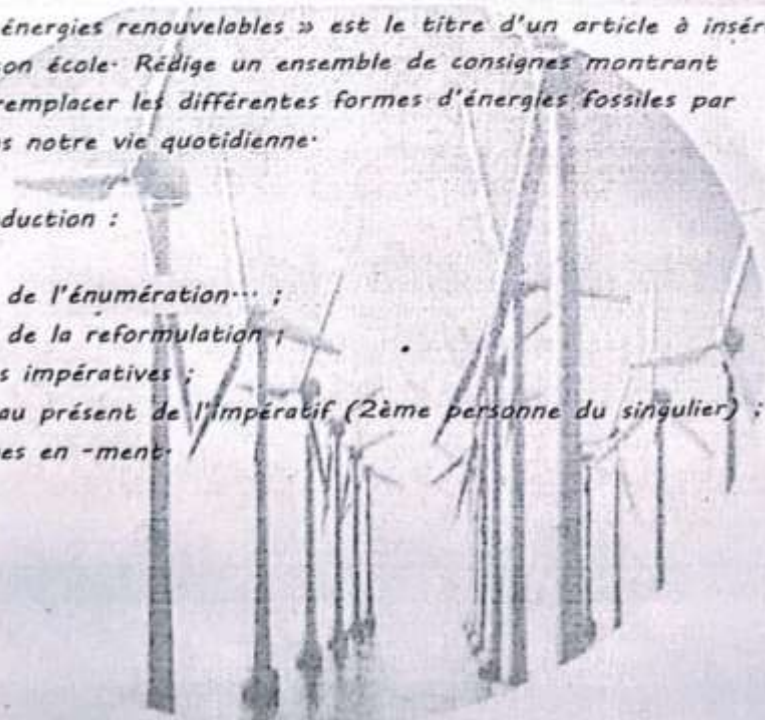 énergies renouvelables » est le titre d'un article à insér
son école. Rédige un ensemble de consignes montrant
remplacer les différentes formes d'énergies fossiles par
s notre vie quotidienne.
duction :
de l'énumération... ;
de la reformulation ;
s impératives ;
au présent de l'impératif (2ème personne du singulier) ;
es en -ment.